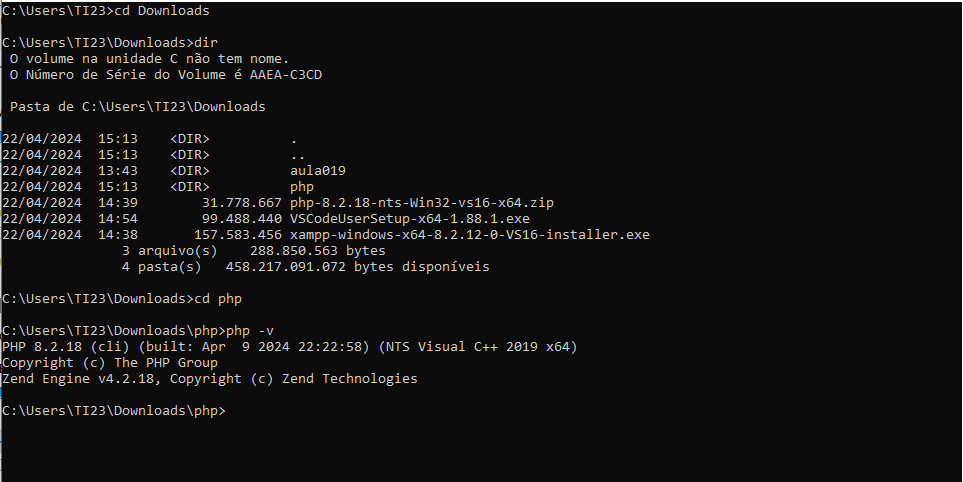 C:\Users\TI23>cd Downloads
C:\Users\TI23\Downloads>dir
 O volume na unidade C não tem nome.
 O Número de Série do Volume é AAEA-C3CD
 Pasta de C:\Users\TI23\Downloads
22/04/2024  15:13    <DIR>          .
22/04/2024  15:13    <DIR>          ..
22/04/2024  13:43    <DIR>          aula019
22/04/2024  15:13    <DIR>          php
22/04/2024  14:39        31.778.667 php-8.2.18-nts-Win32-vs16-x64.zip
22/04/2024  14:54        99.488.440 VSCodeUserSetup-x64-1.88.1.exe
22/04/2024  14:38       157.583.456 xampp-windows-x64-8.2.12-0-VS16-installer.exe
               3 arquivo(s)    288.850.563 bytes
               4 pasta(s)   458.217.091.072 bytes disponíveis
C:\Users\TI23\Downloads>cd php
C:\Users\TI23\Downloads\php>php -v
PHP 8.2.18 (cli) (built: Apr  9 2024 22:22:58) (NTS Visual C++ 2019 x64)
Copyright (c) The PHP Group
Zend Engine v4.2.18, Copyright (c) Zend Technologies
C:\Users\TI23\Downloads\php>